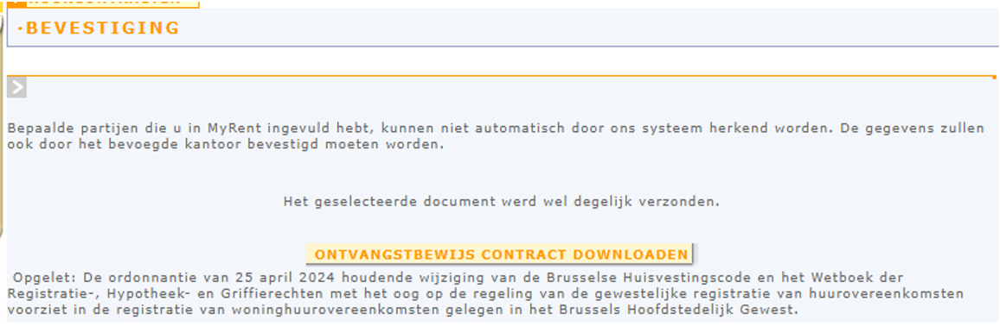 ·BEVESTIGING
Bepaalde partijen die u in MyRent ingevuld hebt, kunnen niet automatisch door ons systeem herkend worden. De gegevens zullen
ook door het bevoegde kantoor bevestigd moeten worden.
Het geselecteerde document werd wel degelijk verzonden.
ONTVANGSTBEWIJS CONTRACT DOWNLOADEN
Opgelet: De ordonnantie van 25 april 2024 houdende wijziging van de Brusselse Huisvestingscode en het Wetboek der
Registratie-, Hypotheek- en Griffierechten met het oog op de regeling van de gewestelijke registratie van huurovereenkomsten
voorziet in de registratie van woninghuurovereenkomsten gelegen in het Brussels Hoofdstedelijk Gewest.